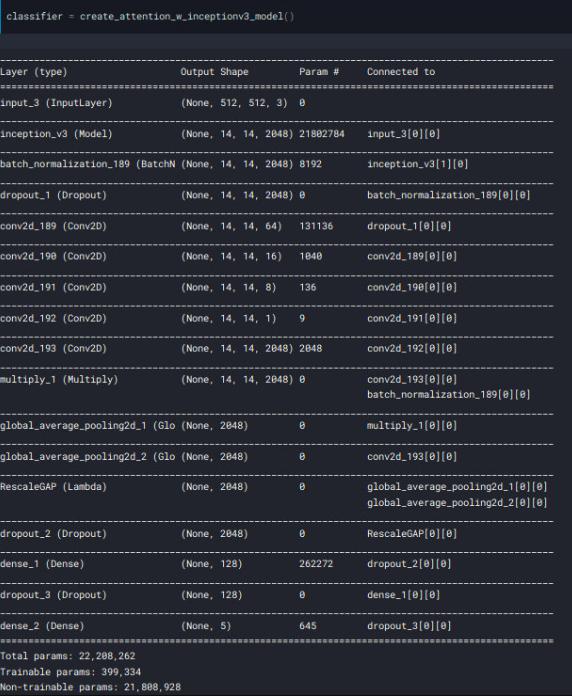 classifier = create_attention_w_inceptionv3_model()
Layer (type) Output Shape Param # Connected to
input_3 (InputLayer) (None, 512, 512, 3) 0
inception_v3 (Model) (None, 14, 14, 2048) 21802784 input_3[0][0]
batch_normalization_189 (BatchN (None, 14, 14, 2048) 8192 inception_v3[1][0]
dropout_1 (Dropout) (None, 14, 14, 2048) 0 batch_normalization_189[0][0]
conv2d_189 (Conv2D) (None, 14, 14, 64) 131136 dropout_1[0][0]
conv2d_190 (Conv2D) (None, 14, 14, 16) 1040 conv2d_189[0][0]
conv2d_191 (Conv2D) (None, 14, 14, 8) 136 conv2d_190[0][0]
conv2d_192 (Conv2D) (None, 14, 14, 1) 9 conv2d_191[0][0]
conv2d_193 (Conv2D) (None, 14, 14, 2048) 2048 conv2d_192[0][0]
multiply_1 (Multiply) (None, 14, 14, 2048) 0 conv2d_193[0][0]
batch_normalization_189[0][0]
global_average_pooling2d_1 (Glo (None, 2048) 0 multiply_1[0][0]
global_average_pooling2d_2 (Glo (None, 2048) 0 conv2d_193[0][0]
RescaleGAP (Lambda) (None, 2048) 0 global_average_pooling2d_1[0][0]
global_average_pooling2d_2[0][0]
dropout_2 (Dropout) (None, 2048) 0 RescaleGAP[0][0]
dense_1 (Dense) (None, 128) 262272 dropout_2[0][0]
dropout_3 (Dropout) (None, 128) 0 dense_1[0][0]
dense_2 (Dense) (None, 5) 645 dropout_3[0][0]
Total params: 22,208,262
Trainable params: 399,334
Non-trainable params: 21,808,928